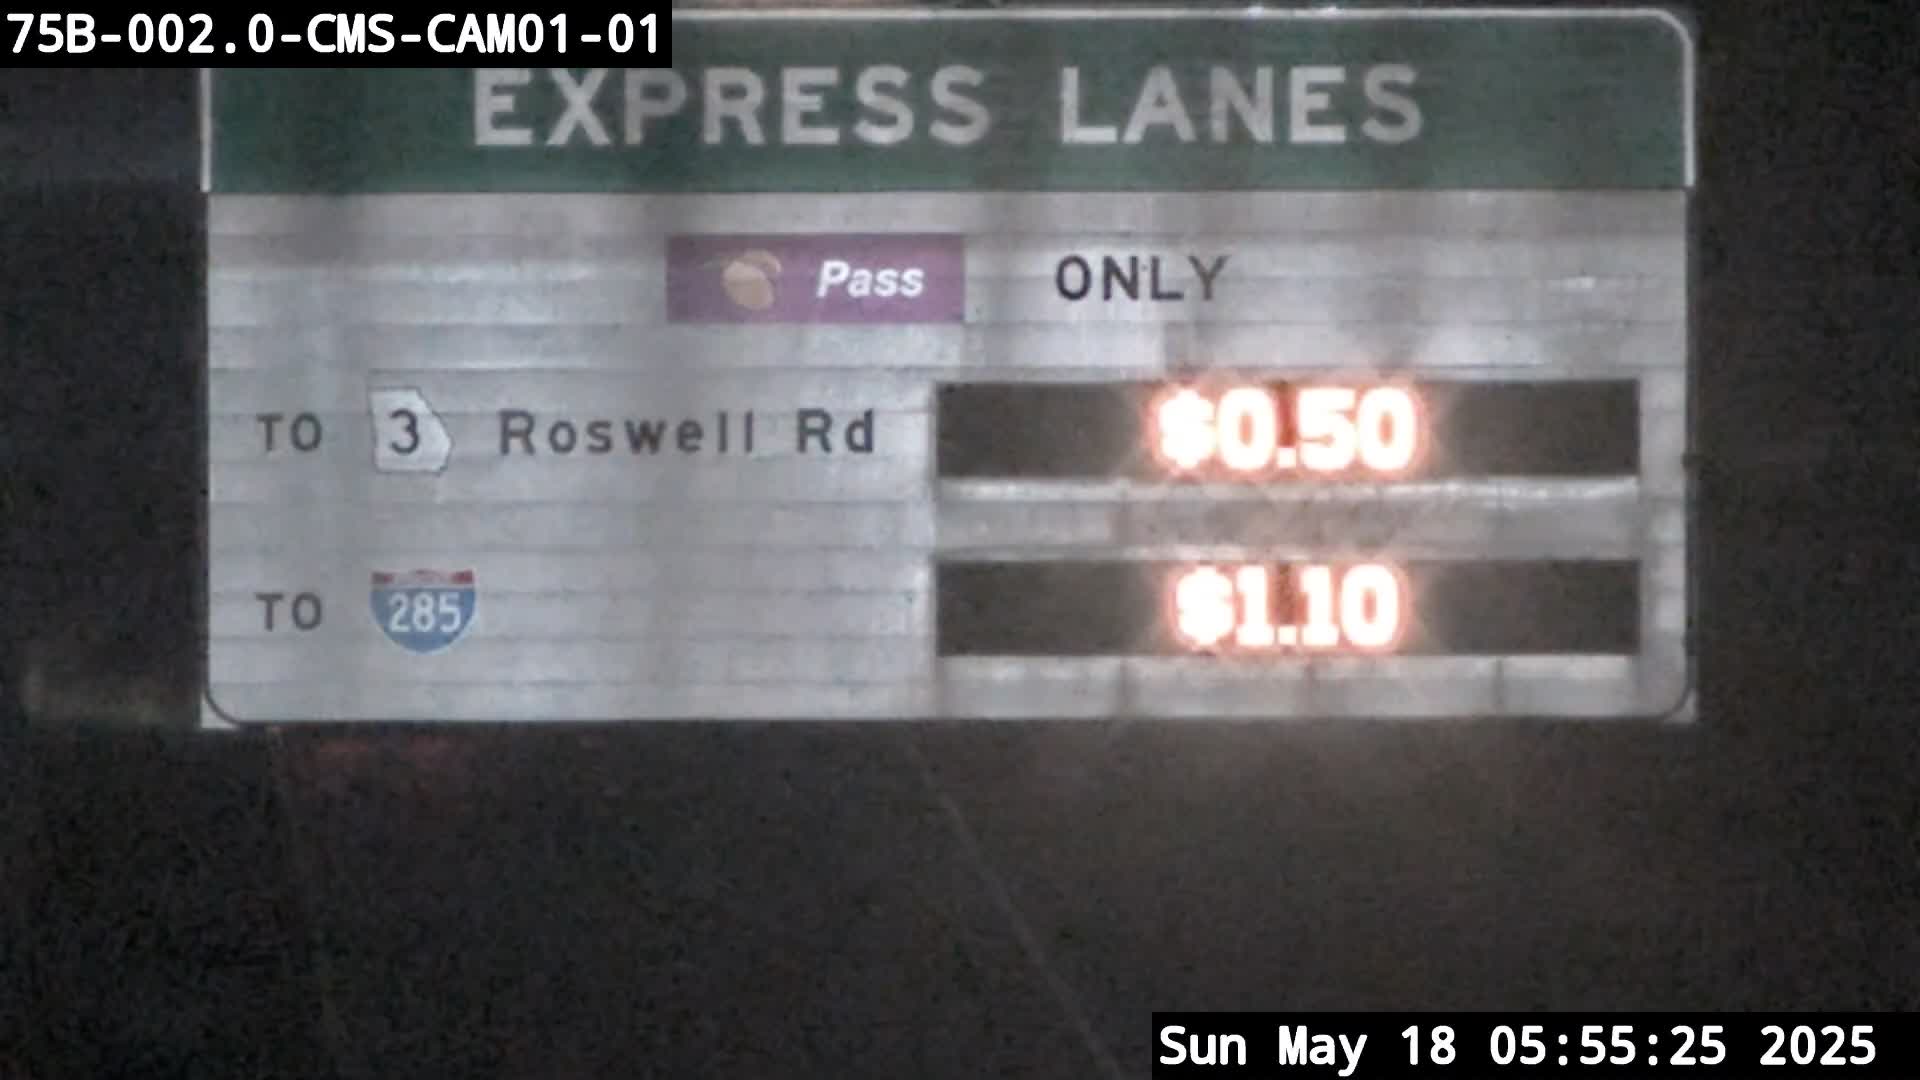 75B-002.0-CMS-CAM01-01
EXPRESS LANES
Pass ONLY
TO 3 Roswell Rd $0.50
TO 285 $1.10
Sun May 18 05:55:25 2025